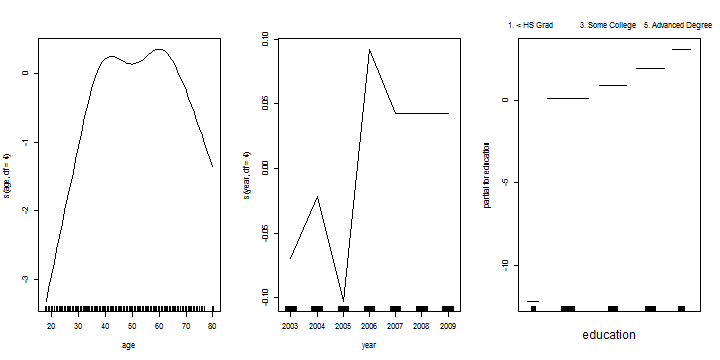 1. < HS Grad 3. Some College 5. Advanced Degree
s(age, df = 4)
0
-1
-2
-3
20 30 40 50 60 70 80
age
s(year, df = 4)
0.10
0.05
0.00
-0.05
-0.10
2003 2004 2005 2006 2007 2008 2009
year
partial for education
0
-5
-10
education